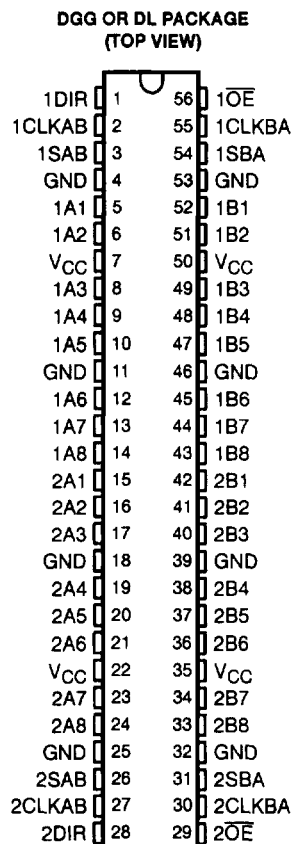 DGG OR DL PACKAGE
(TOP VIEW)
1DIR 1 56 1O̅E̅
1CLKAB 2 55 1CLKBA
1SAB 3 54 1SBA
GND 4 53 GND
1A1 5 52 1B1
1A2 6 51 1B2
VCC 7 50 VCC
1A3 8 49 1B3
1A4 9 48 1B4
1A5 10 47 1B5
GND 11 46 GND
1A6 12 45 1B6
1A7 13 44 1B7
1A8 14 43 1B8
2A1 15 42 2B1
2A2 16 41 2B2
2A3 17 40 2B3
GND 18 39 GND
2A4 19 38 2B4
2A5 20 37 2B5
2A6 21 36 2B6
VCC 22 35 VCC
2A7 23 34 2B7
2A8 24 33 2B8
GND 25 32 GND
2SAB 26 31 2SBA
2CLKAB 27 30 2CLKBA
2DIR 28 29 2O̅E̅